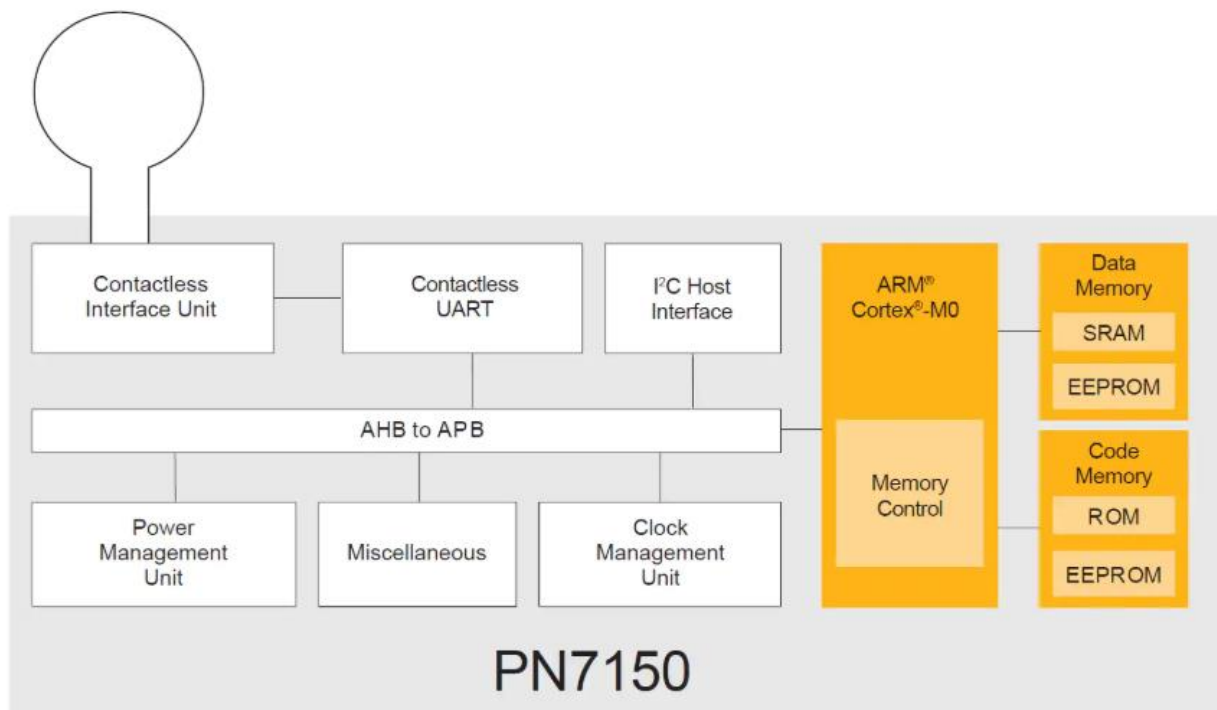 Contactless
Interface Unit
Contactless
UART
I²C Host
Interface
ARM®
Cortex®-M0
Data
Memory
SRAM
EEPROM
AHB to APB
Memory
Control
Code
Memory
ROM
EEPROM
Power
Management
Unit
Miscellaneous
Clock
Management
Unit
PN7150